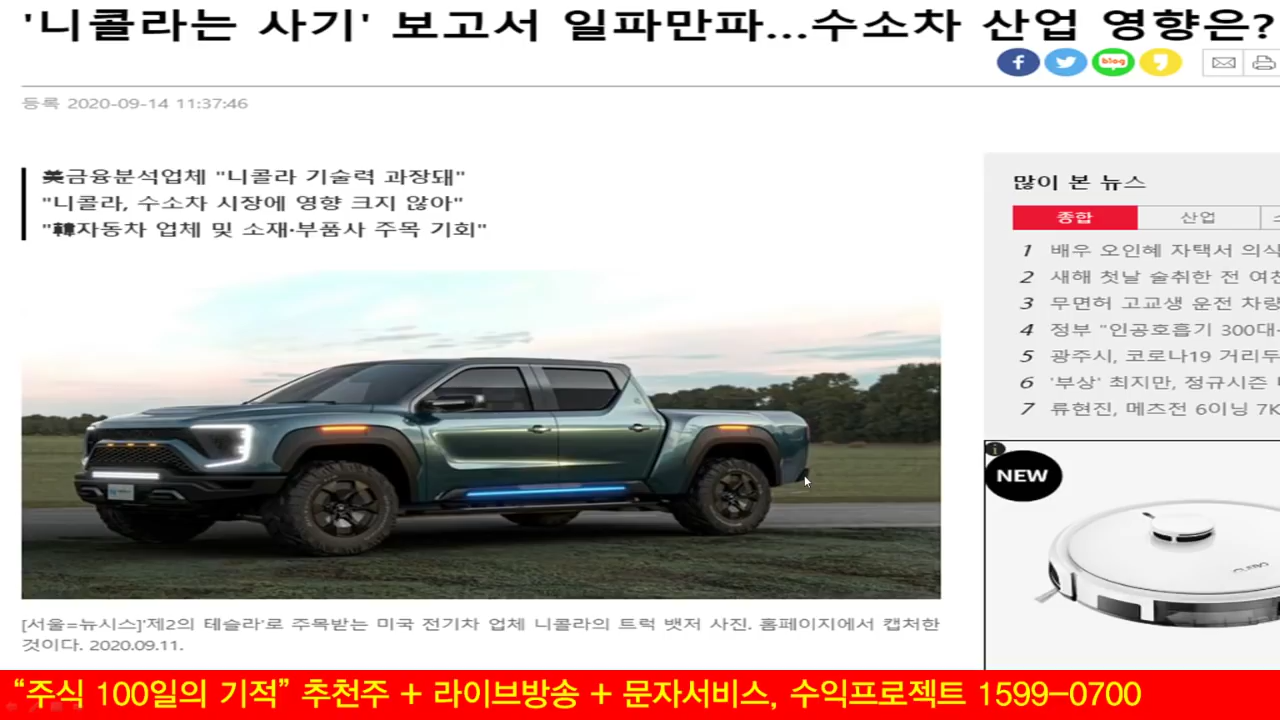 '니콜라는 사기' 보고서 일파만파...수소차 산업 영향은?
blog
등록 2020-09-14 11:37:46
美금융분석업체 "니콜라 기술력 과장돼"
"니콜라, 수소차 시장에 영향 크지 않아"
"韓자동차 업체 및 소재·부품사 주목 기회"
많이 본 뉴스
종합 산업
1 배우 오인혜 자택서 의식
2 새해 첫날 술취한 전 여친
3 무면허 고교생 운전 차량
4 정부 "인공호흡기 300대
5 광주시, 코로나19 거리두
6 '부상' 최지만, 정규시즌
7 류현진, 메츠전 6이닝 7K
NEW
[서울=뉴시스]'제2의 테슬라'로 주목받는 미국 전기차 업체 니콜라의 트럭 뱃저 사진. 홈페이지에서 캡처한
것이다. 2020.09.11.
“주식 100일의 기적” 추천주 + 라이브방송 + 문자서비스, 수익프로젝트 1599-0700